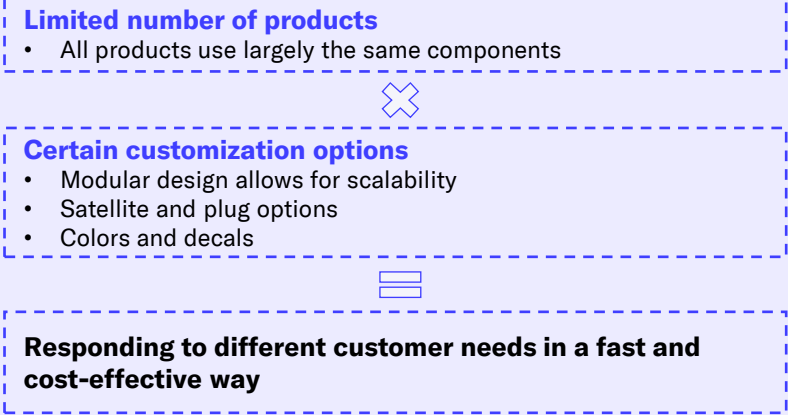 Limited number of products
• All products use largely the same components
Certain customization options
• Modular design allows for scalability
• Satellite and plug options
• Colors and decals
Responding to different customer needs in a fast and
cost-effective way